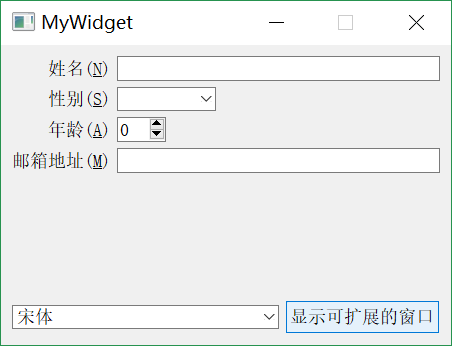 MyWidget
姓名(N)
性别(S)
年龄(A) 0
邮箱地址(M)
宋体 显示可扩展的窗口